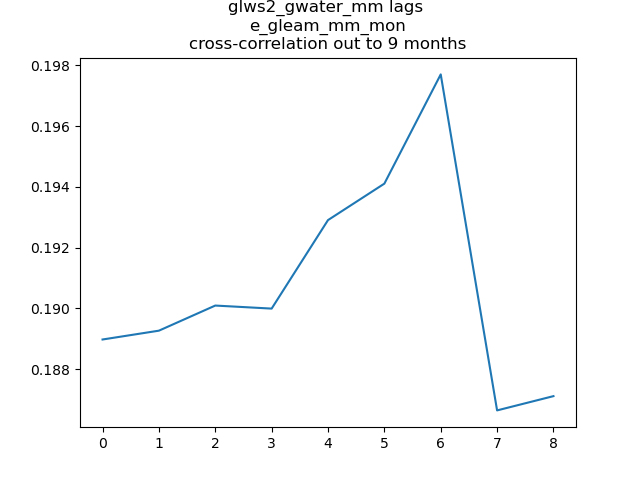 glws2_gwater_mm lags
e_gleam_mm_mon
cross-correlation out to 9 months
0.198
0.196
0.194
0.192
0.190
0.188
0 1 2 3 4 5 6 7 8